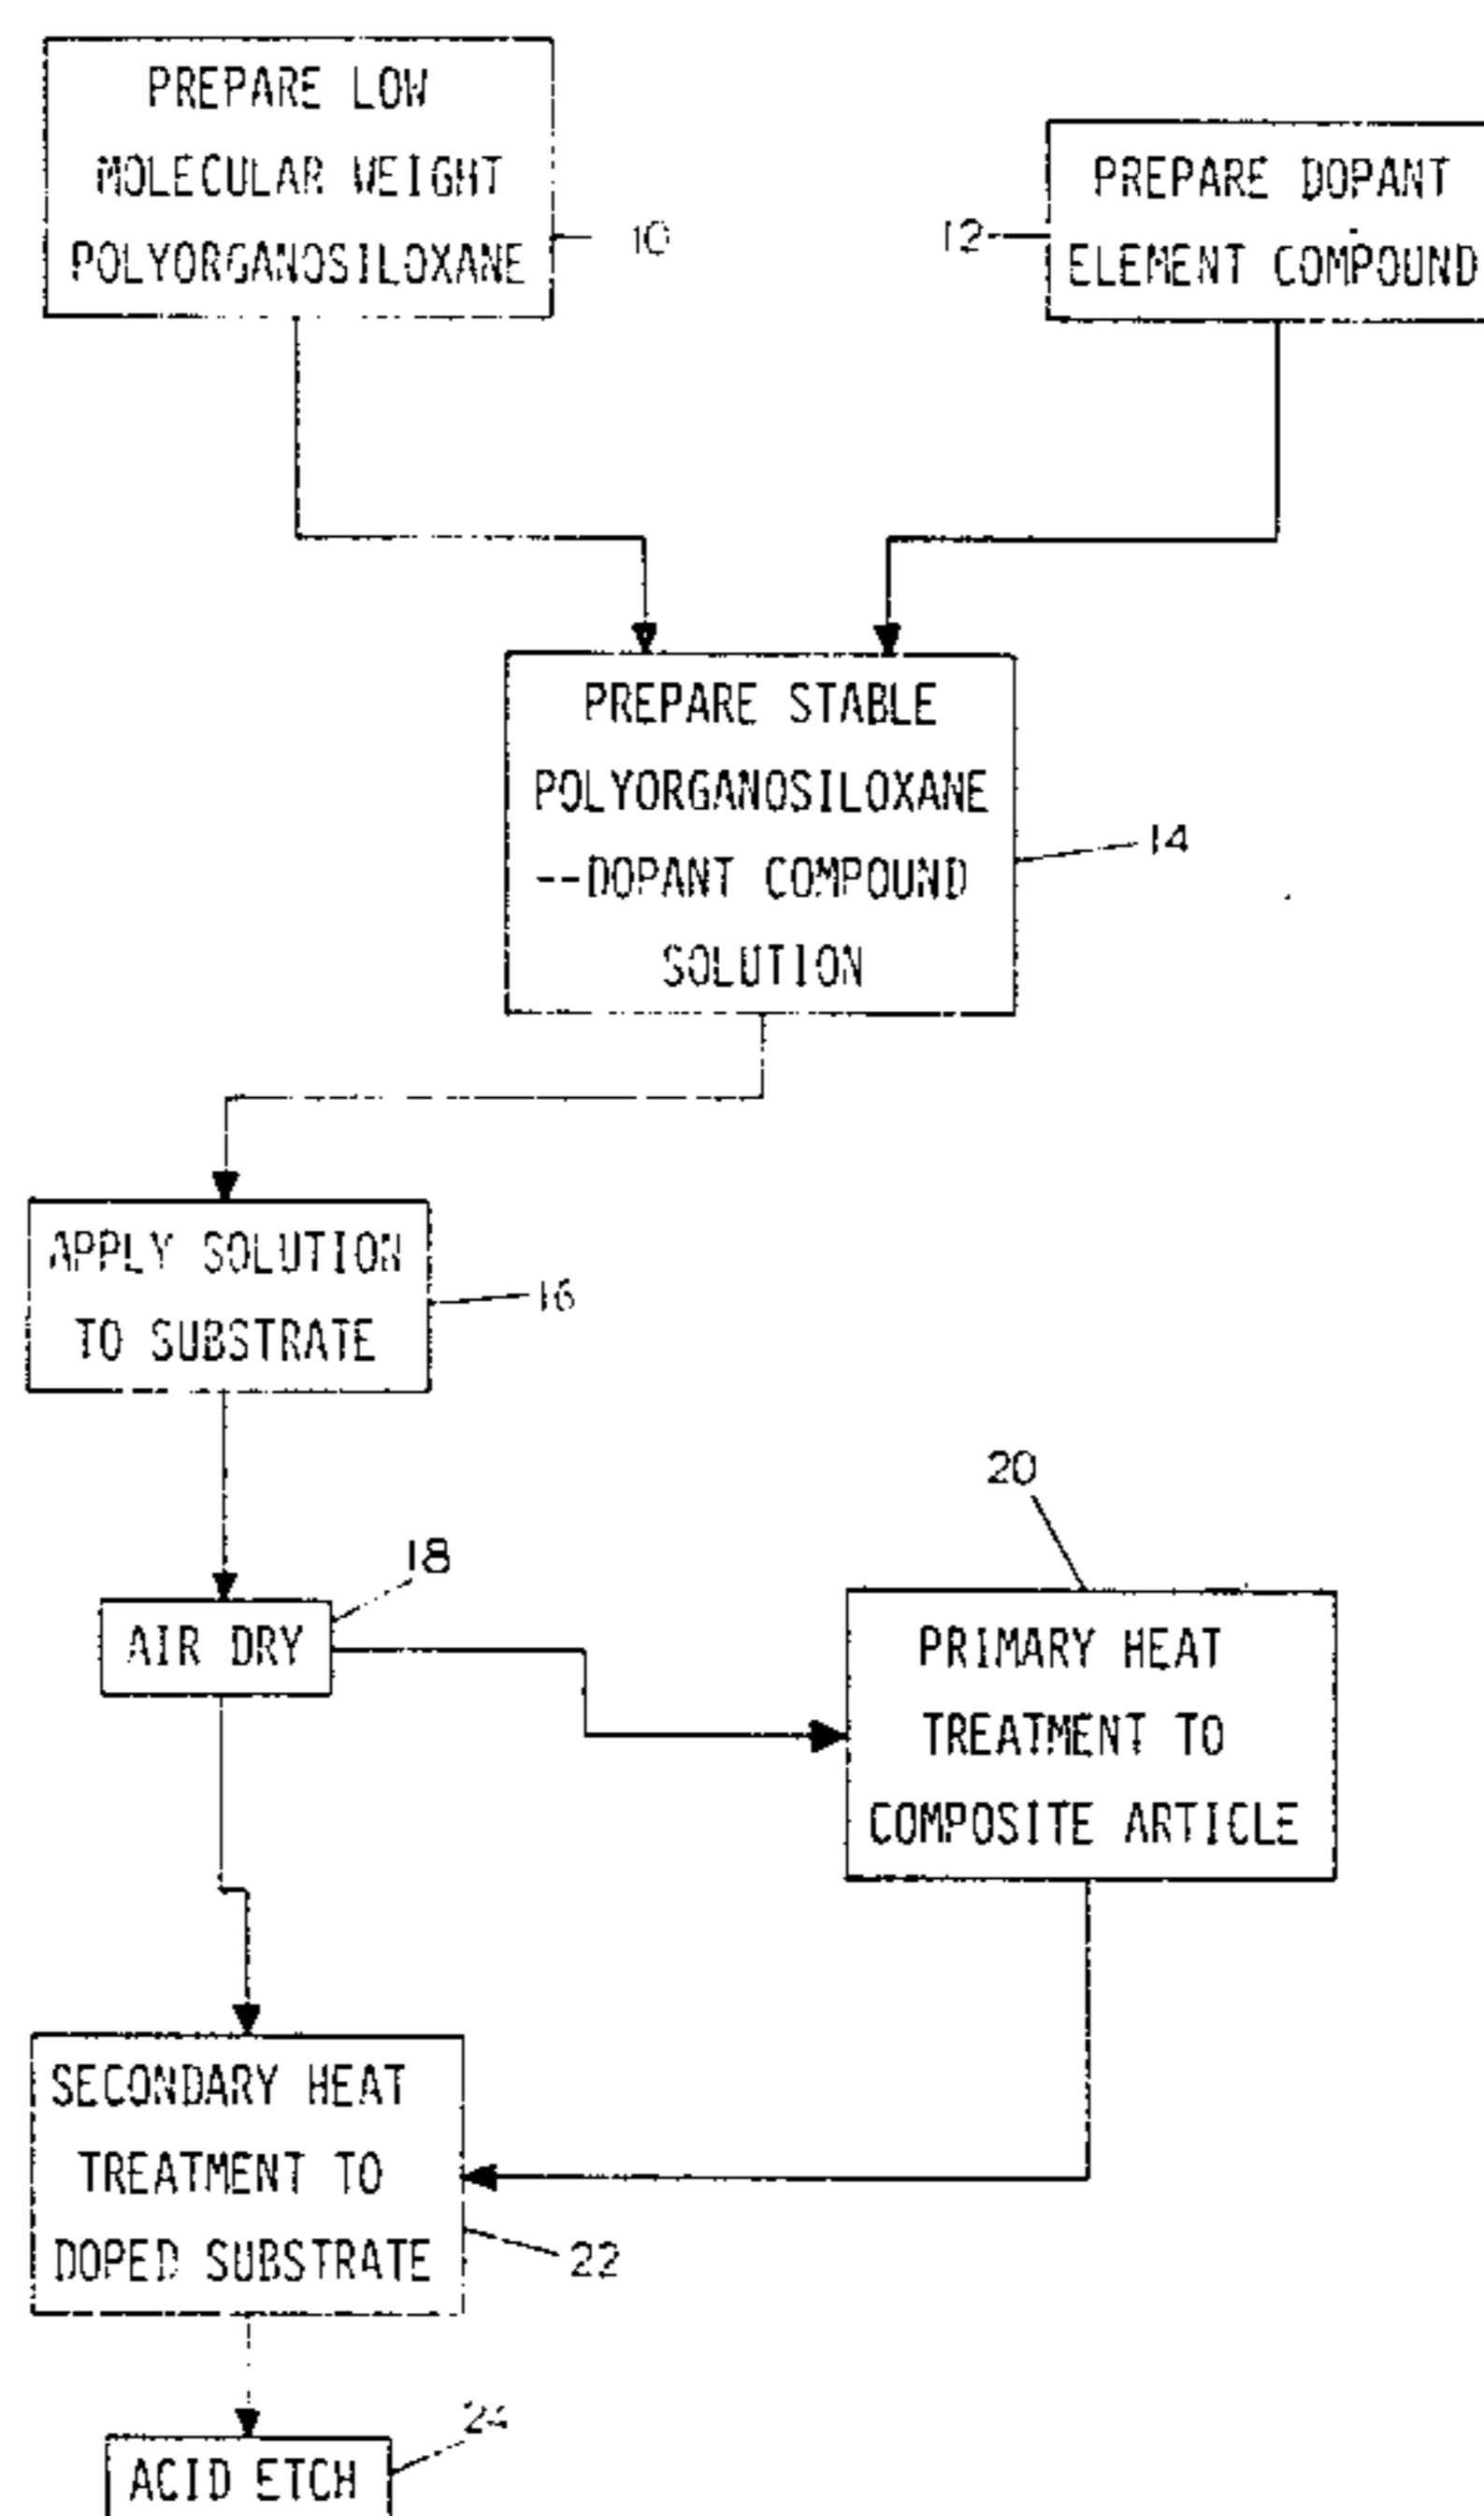 PREPARE LOW
MOLECULAR WEIGHT
POLYORGANOSILOXANE
10
12
PREPARE DOPANT
ELEMENT COMPOUND
PREPARE STABLE
POLYORGANOSILOXANE
--DOPANT COMPOUND
SOLUTION
14
APPLY SOLUTION
TO SUBSTRATE
16
18
AIR DRY
20
PRIMARY HEAT
TREATMENT TO
COMPOSITE ARTICLE
SECONDARY HEAT
TREATMENT TO
DOPED SUBSTRATE
22
24
ACID ETCH